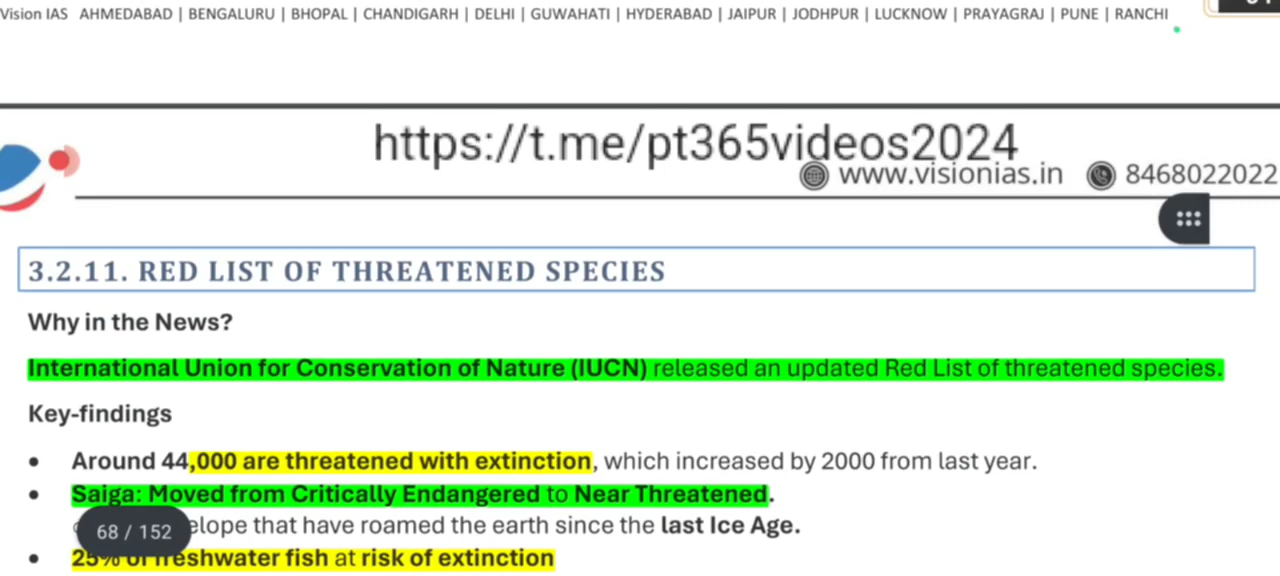 Vision IAS AHMEDABAD | BENGALURU | BHOPAL | CHANDIGARH | DELHI | GUWAHATI | HYDERABAD | JAIPUR | JODHPUR | LUCKNOW | PRAYAGRAJ | PUNE | RANCHI
https://t.me/pt365videos2024
www.visionias.in 8468022022
3.2.11. RED LIST OF THREATENED SPECIES
Why in the News?
International Union for Conservation of Nature (IUCN) released an updated Red List of threatened species.
Key-findings
• Around 44,000 are threatened with extinction, which increased by 2000 from last year.
• Saiga: Moved from Critically Endangered to Near Threatened.
that have roamed the earth since the last Ice Age.
68 / 152
• 25% of freshwater fish at risk of extinction